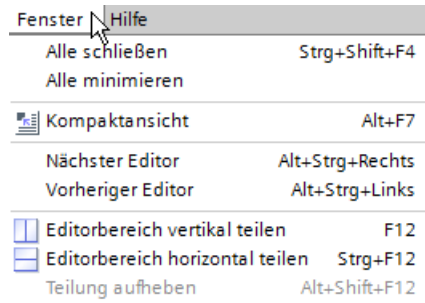 Fenster Hilfe
Alle schließen Strg+Shift+F4
Alle minimieren
Kompaktansicht Alt+F7
Nächster Editor Alt+Strg+Rechts
Vorheriger Editor Alt+Strg+Links
Editorbereich vertikal teilen F12
Editorbereich horizontal teilen Strg+F12
Teilung aufheben Alt+Shift+F12